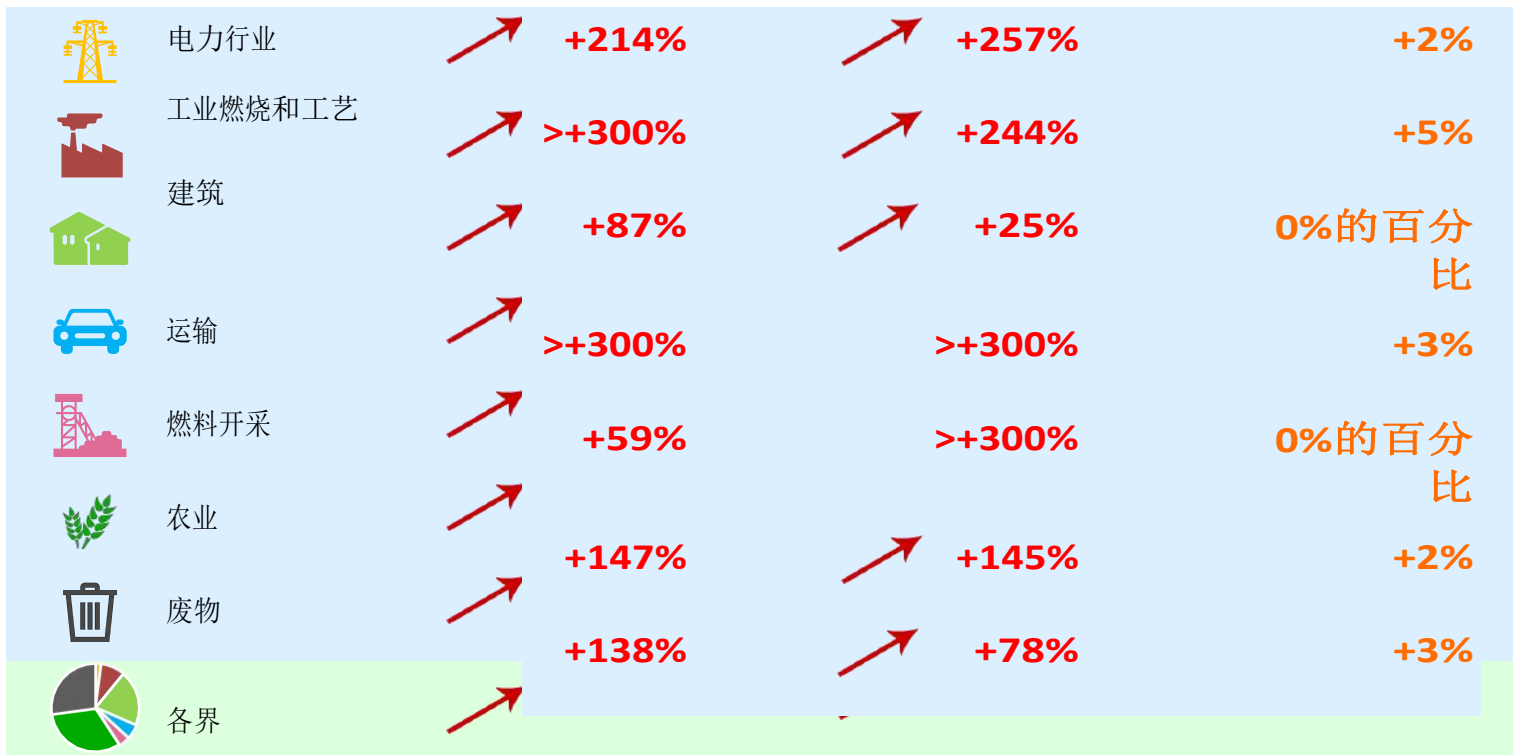 电力行业 +214% +257% +2%
工业燃烧和工艺 >+300% +244% +5%
建筑 +87% +25% 0%的百分
比
运输 >+300% >+300% +3%
燃料开采 +59% >+300% 0%的百分
比
农业 +147% +145% +2%
废物 +138% +78% +3%
各界